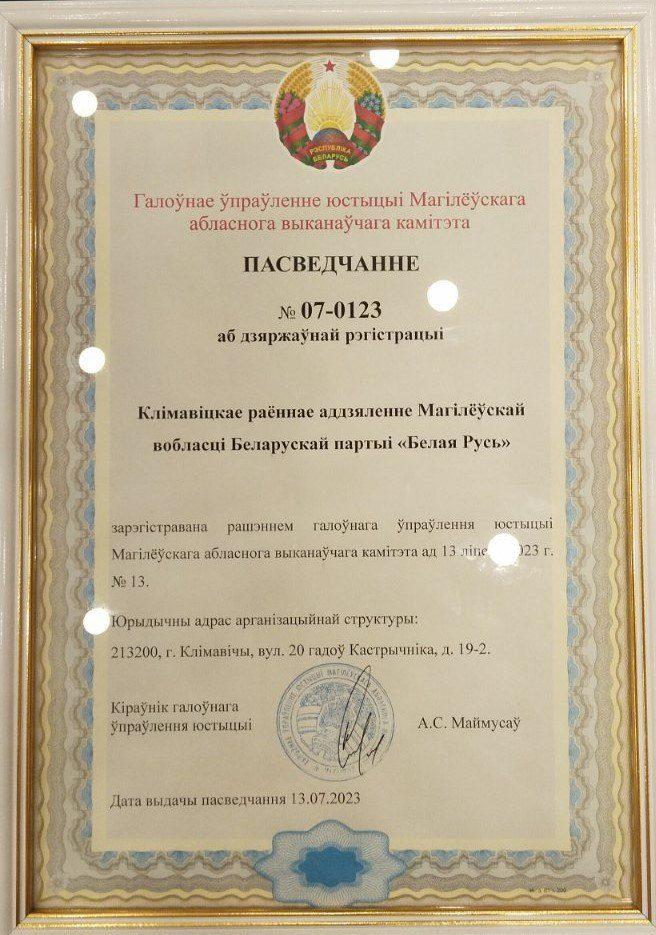 РЭСПУБЛІКА
БЕЛАРУСЬ
Галоўнае ўпраўленне юстыцыі Магілёўскага
абласнога выканаўчага камітэта
ПАСВЕДЧАННЕ
№ 07-0123
аб дзяржаўнай рэгістрацыі
Клімавіцкае раённае аддзяленне Магілёўскай
вобласці Беларускай партыі «Белая Русь»
зарэгістравана рашэннем галоўнага ўпраўлення юстыцыі
Магілёўскага абласнога выканаўчага камітэта ад 13 г.
№ 13.
Юрыдычны адрас арганізацыйнай структуры:
213200, г. Клімавічы, вул. 20 гадоў Кастрычніка, д. 19-2.
Кіраўнік галоўнага
ўпраўлення юстыцыі
А.С. Маймусаў
Дата выдачы пасведчання 13.07.2023